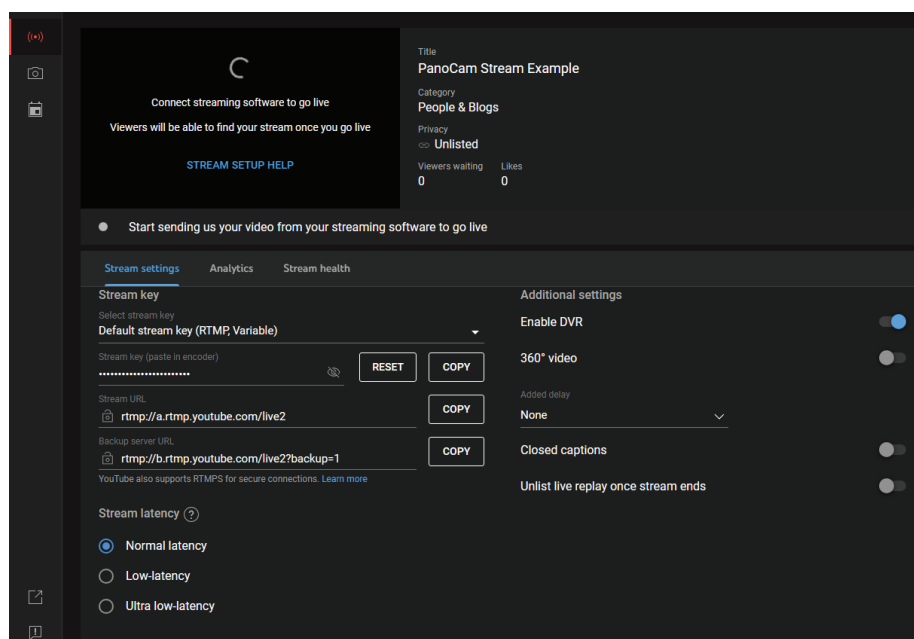 Connect streaming software to go live
Viewers will be able to find your stream once you go live
STREAM SETUP HELP
Title
PanoCam Stream Example
Category
People & Blogs
Privacy
Unlisted
Viewers waiting Likes
0 0
Start sending us your video from your streaming software to go live
Stream settings Analytics Stream health
Stream key
Select stream key
Default stream key (RTMP, Variable)
Stream key (paste in encoder)
••••••••••••••••••••••• RESET COPY
Stream URL
rtmp://a.rtmp.youtube.com/live2 COPY
Backup server URL
rtmp://b.rtmp.youtube.com/live2?backup=1 COPY
YouTube also supports RTMPS for secure connections. Learn more
Stream latency ?
Normal latency
Low-latency
Ultra low-latency
Additional settings
Enable DVR
360° video
Added delay
None
Closed captions
Unlist live replay once stream ends